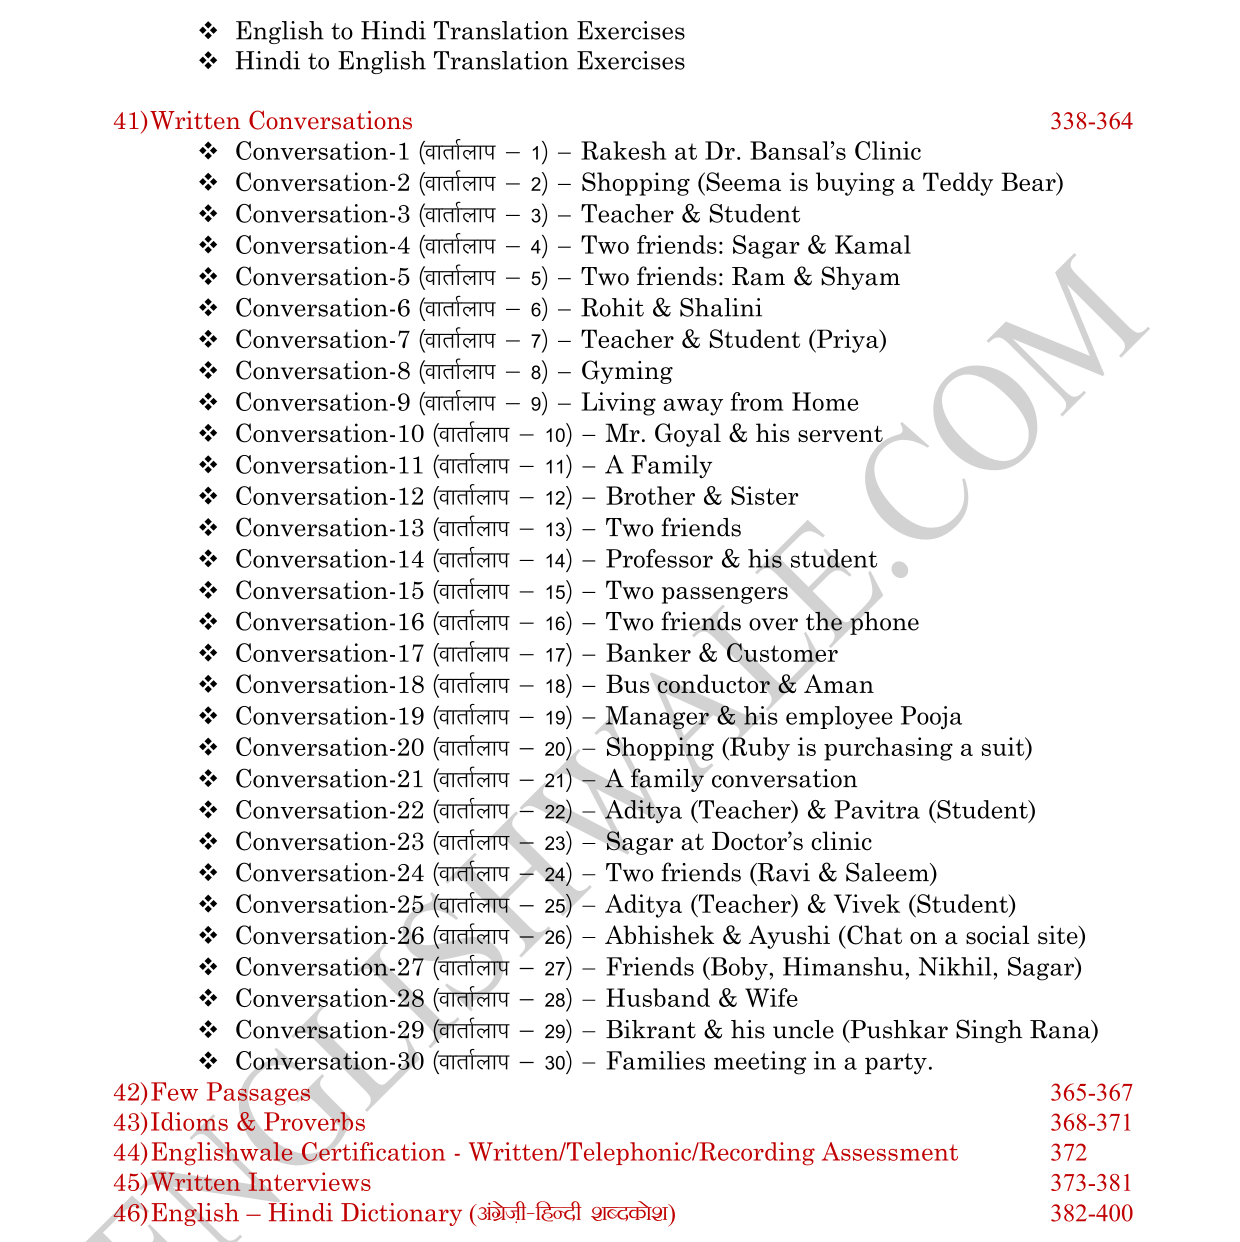 ❖ English to Hindi Translation Exercises
❖ Hindi to English Translation Exercises
41)Written Conversations 338-364
❖ Conversation-1 (वार्तालाप – 1) – Rakesh at Dr. Bansal’s Clinic
❖ Conversation-2 (वार्तालाप – 2) – Shopping (Seema is buying a Teddy Bear)
❖ Conversation-3 (वार्तालाप – 3) – Teacher & Student
❖ Conversation-4 (वार्तालाप – 4) – Two friends: Sagar & Kamal
❖ Conversation-5 (वार्तालाप – 5) – Two friends: Ram & Shyam
❖ Conversation-6 (वार्तालाप – 6) – Rohit & Shalini
❖ Conversation-7 (वार्तालाप – 7) – Teacher & Student (Priya)
❖ Conversation-8 (वार्तालाप – 8) – Gyming
❖ Conversation-9 (वार्तालाप – 9) – Living away from Home
❖ Conversation-10 (वार्तालाप – 10) – Mr. Goyal & his servent
❖ Conversation-11 (वार्तालाप – 11) – A Family
❖ Conversation-12 (वार्तालाप – 12) – Brother & Sister
❖ Conversation-13 (वार्तालाप – 13) – Two friends
❖ Conversation-14 (वार्तालाप – 14) – Professor & his student
❖ Conversation-15 (वार्तालाप – 15) – Two passengers
❖ Conversation-16 (वार्तालाप – 16) – Two friends over the phone
❖ Conversation-17 (वार्तालाप – 17) – Banker & Customer
❖ Conversation-18 (वार्तालाप – 18) – Bus conductor & Aman
❖ Conversation-19 (वार्तालाप – 19) – Manager & his employee Pooja
❖ Conversation-20 (वार्तालाप – 20) – Shopping (Ruby is purchasing a suit)
❖ Conversation-21 (वार्तालाप – 21) – A family conversation
❖ Conversation-22 (वार्तालाप – 22) – Aditya (Teacher) & Pavitra (Student)
❖ Conversation-23 (वार्तालाप – 23) – Sagar at Doctor’s clinic
❖ Conversation-24 (वार्तालाप – 24) – Two friends (Ravi & Saleem)
❖ Conversation-25 (वार्तालाप – 25) – Aditya (Teacher) & Vivek (Student)
❖ Conversation-26 (वार्तालाप – 26) – Abhishek & Ayushi (Chat on a social site)
❖ Conversation-27 (वार्तालाप – 27) – Friends (Boby, Himanshu, Nikhil, Sagar)
❖ Conversation-28 (वार्तालाप – 28) – Husband & Wife
❖ Conversation-29 (वार्तालाप – 29) – Bikrant & his uncle (Pushkar Singh Rana)
❖ Conversation-30 (वार्तालाप – 30) – Families meeting in a party.
42)Few Passages 365-367
43)Idioms & Proverbs 368-371
44)Englishwale Certification - Written/Telephonic/Recording Assessment 372
45)Written Interviews 373-381
46)English – Hindi Dictionary (अंग्रेज़ी-हिन्दी शब्दकोश) 382-400
ENGLISHWALE.COM